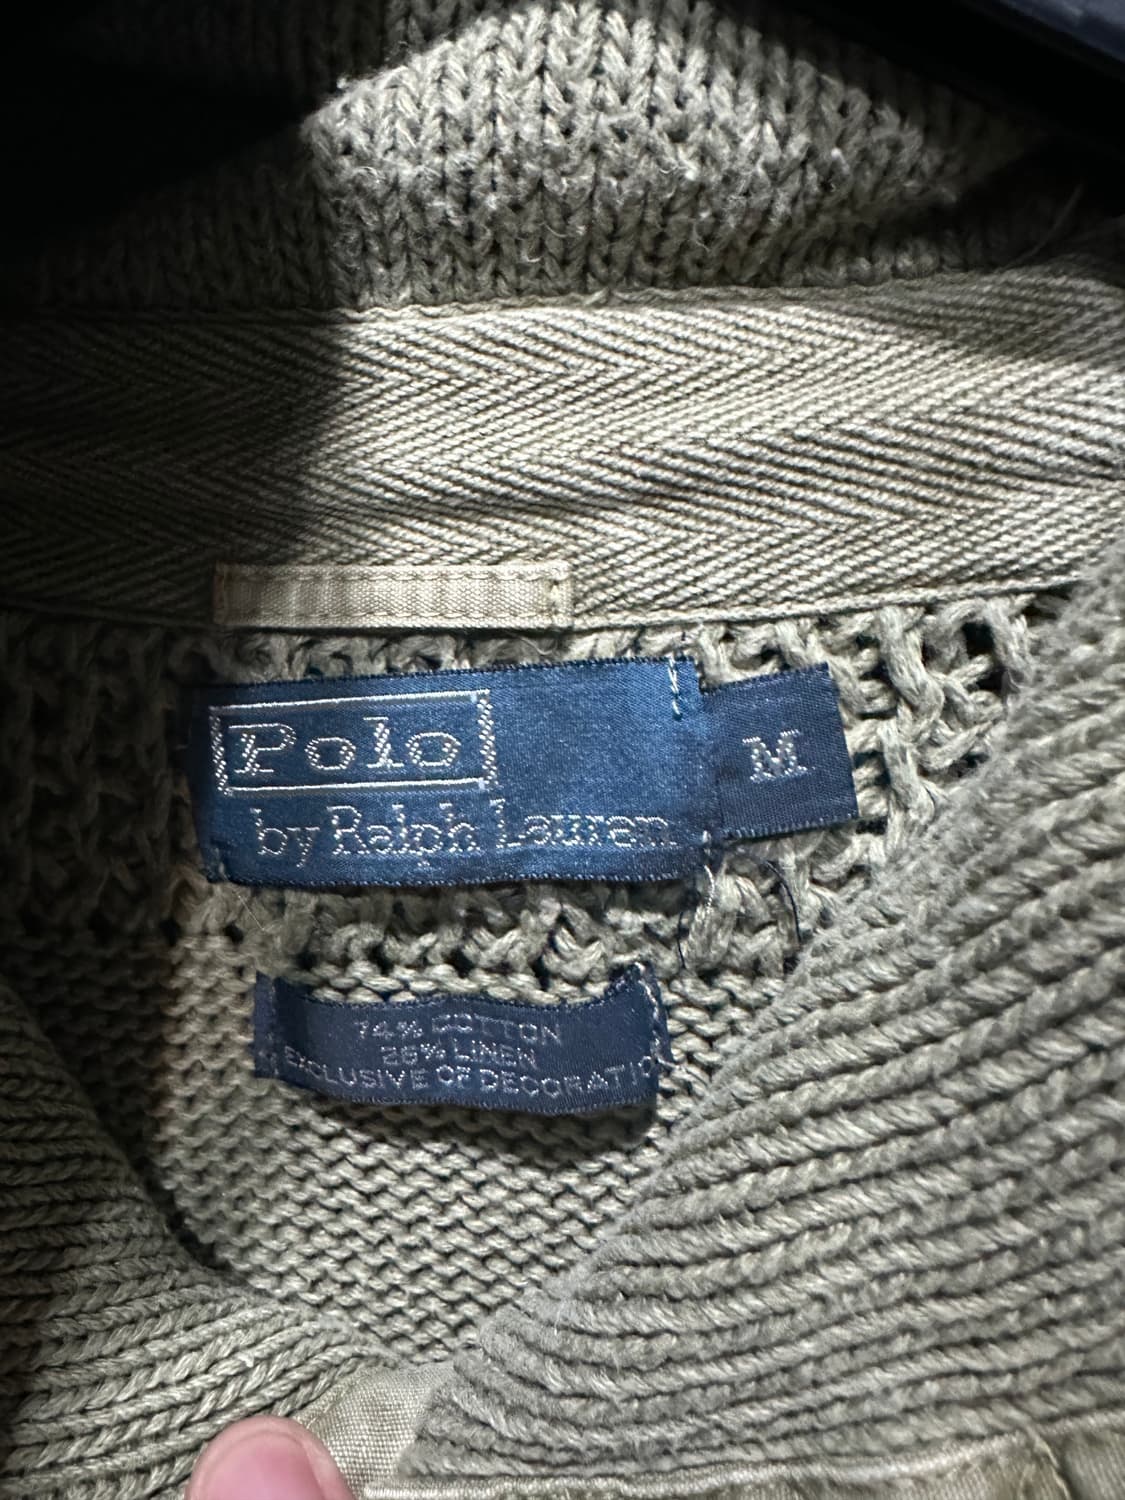 Polo
by Ralph Lauren
M
74% COTTON
26% LINEN
EXCLUSIVE OF DECORATIO